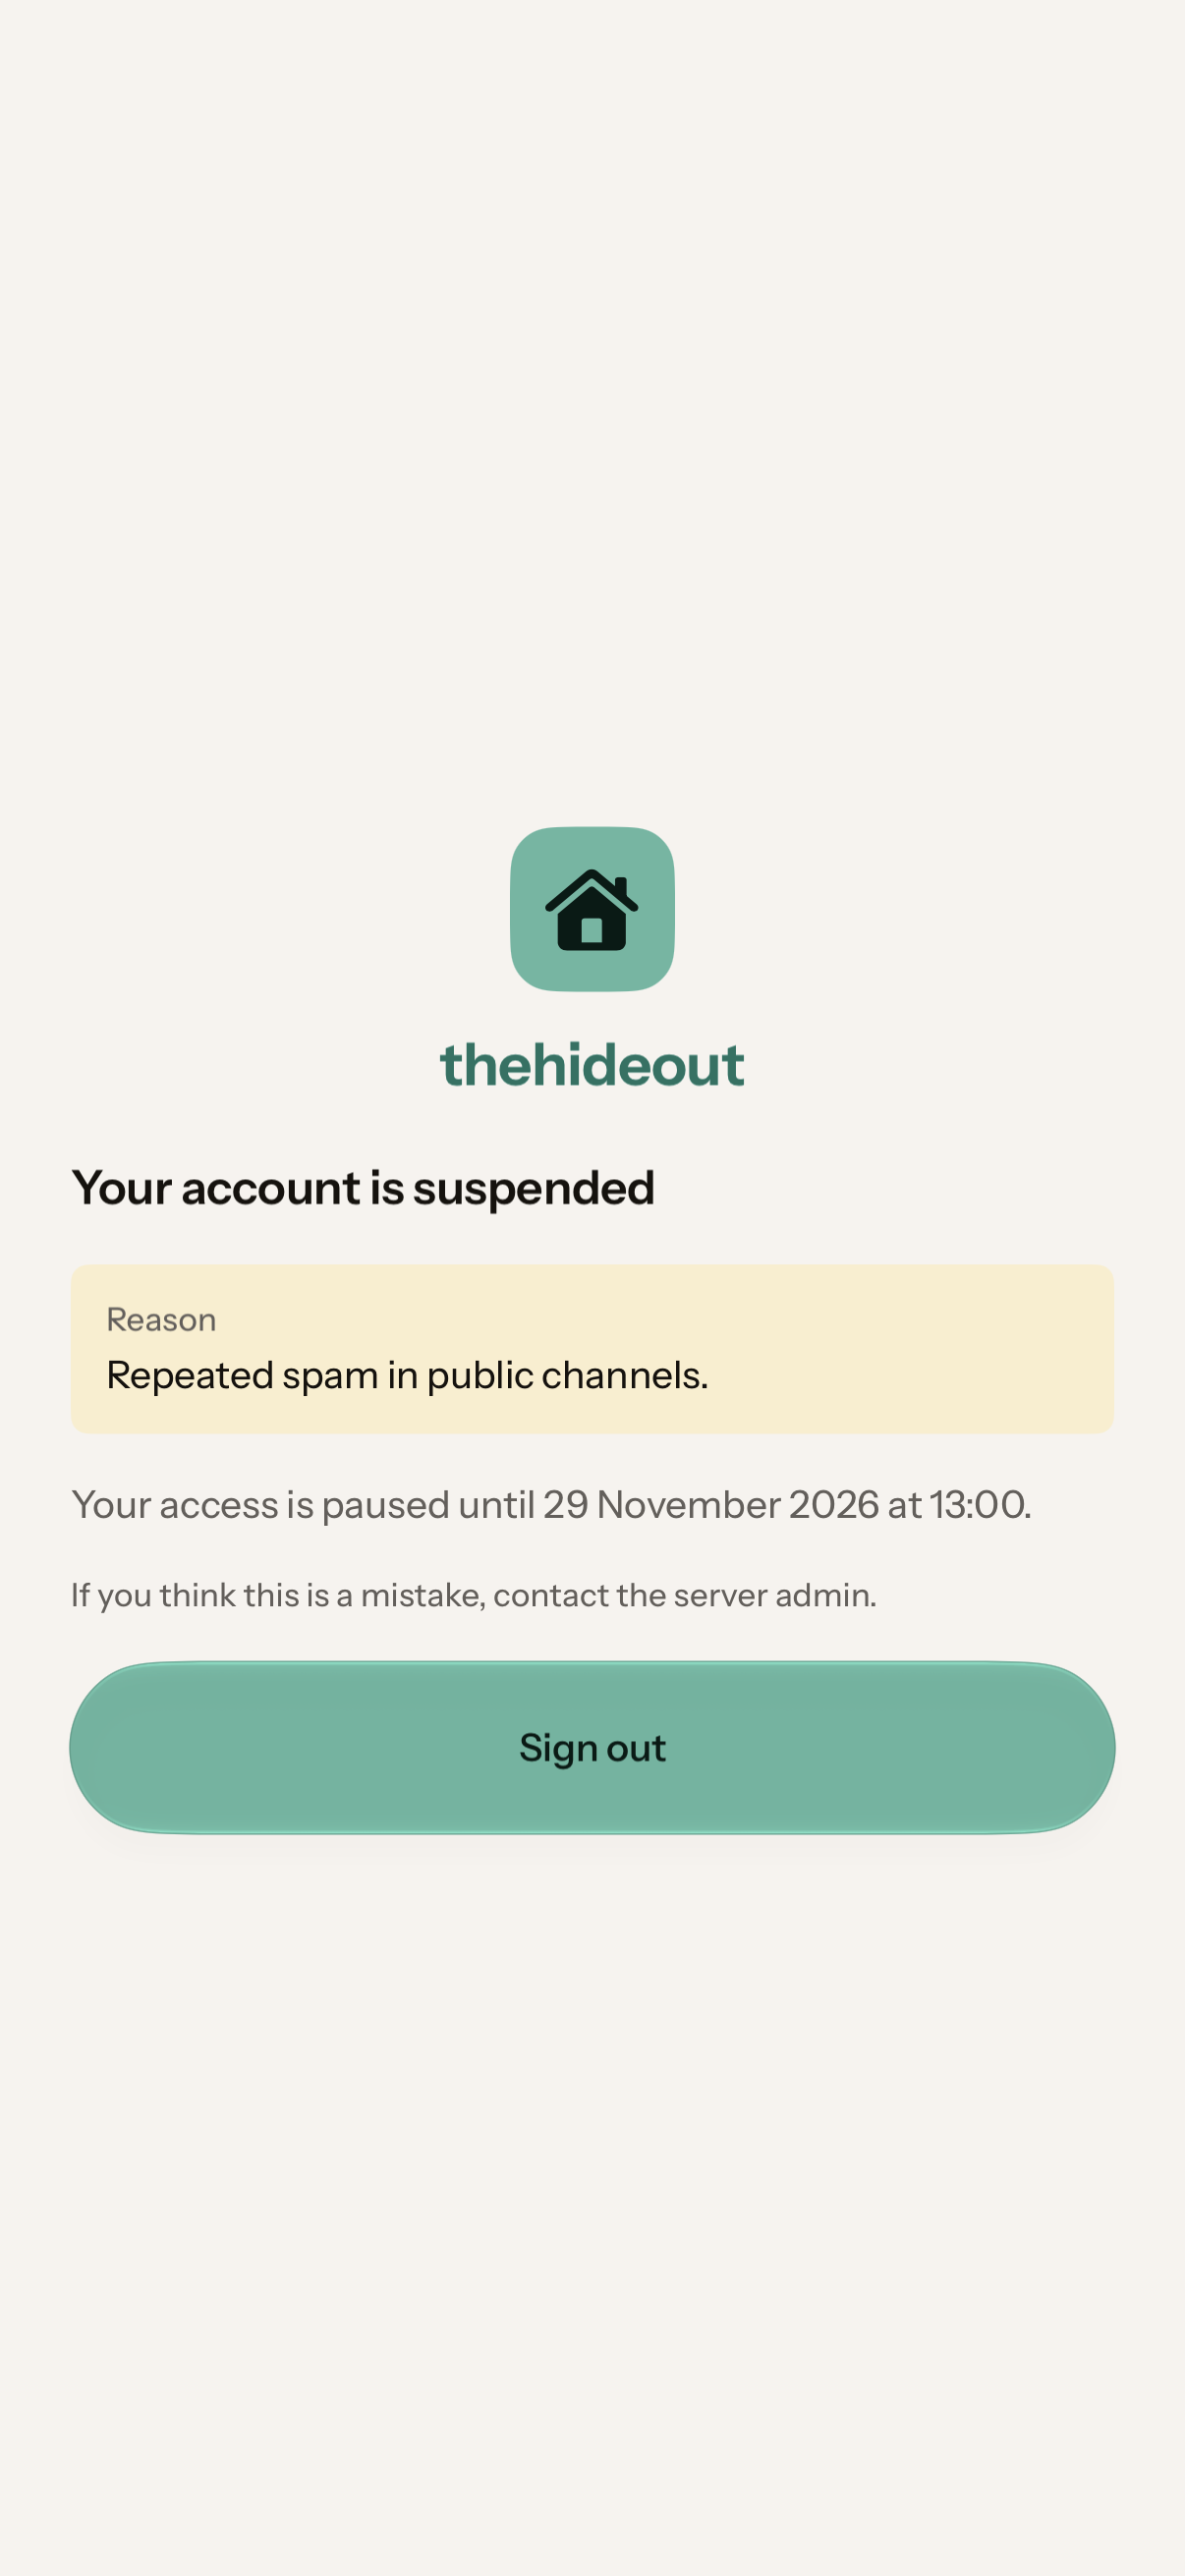 thehideout
Your account is suspended
Reason
Repeated spam in public channels.
Your access is paused until 29 November 2026 at 13:00.
If you think this is a mistake, contact the server admin.
Sign out